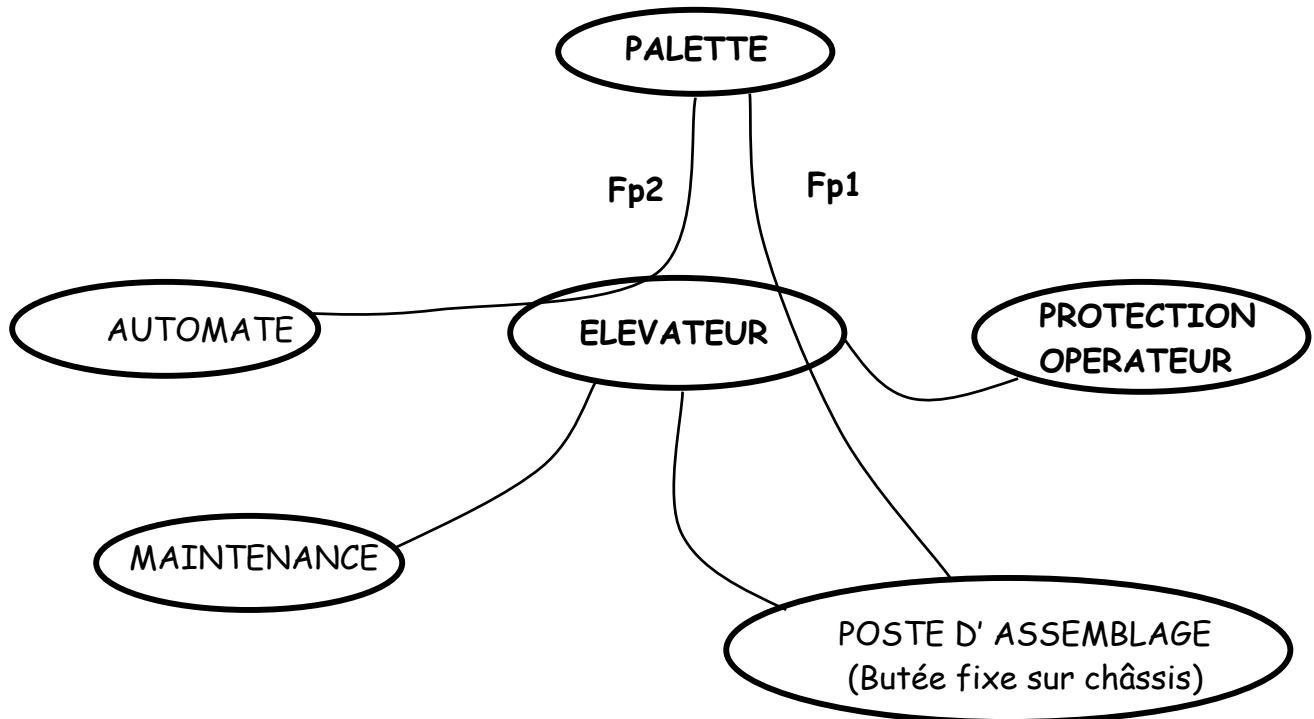 PALETTE
Fp2
Fp1
AUTOMATE
ELEVATEUR
PROTECTION
OPERATEUR
MAINTENANCE
POSTE D' ASSEMBLAGE
(Butée fixe sur châssis)